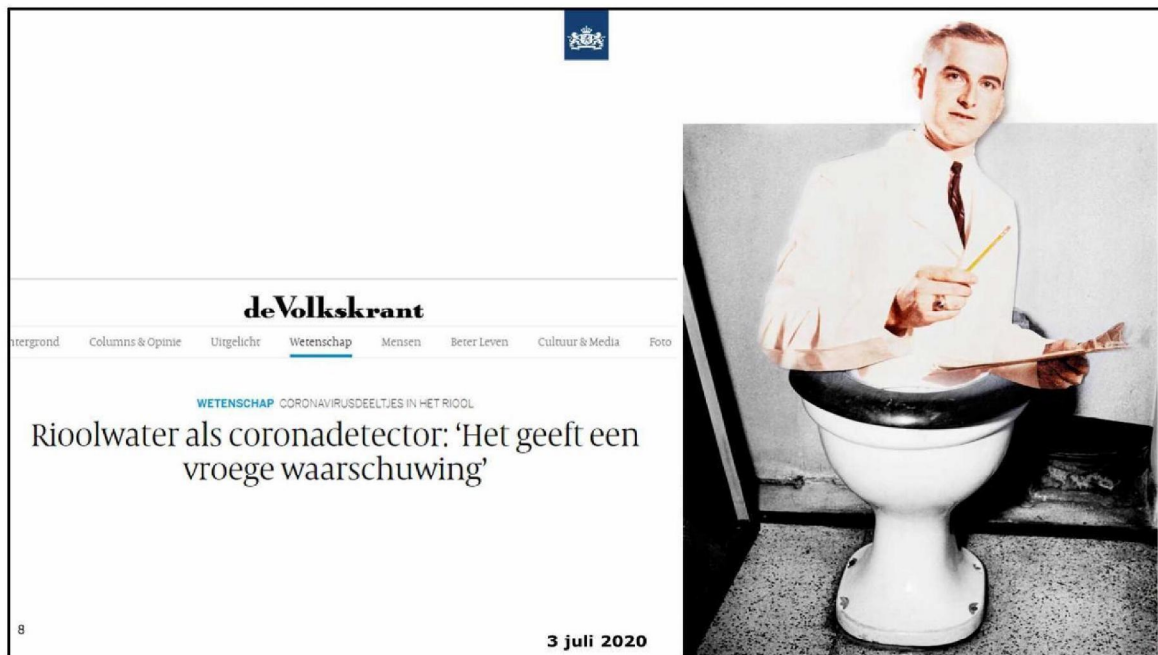 deVolkskrant
ntergrond Columns & Opinie Uitgelicht Wetenschap Mensen Beter Leven Cultuur & Media Foto
WETENSCHAP CORONAVIRUSDEELTJES IN HET RIOOL
Rioolwater als coronadetector: ‘Het geeft een
vroege waarschuwing’
8
3 juli 2020